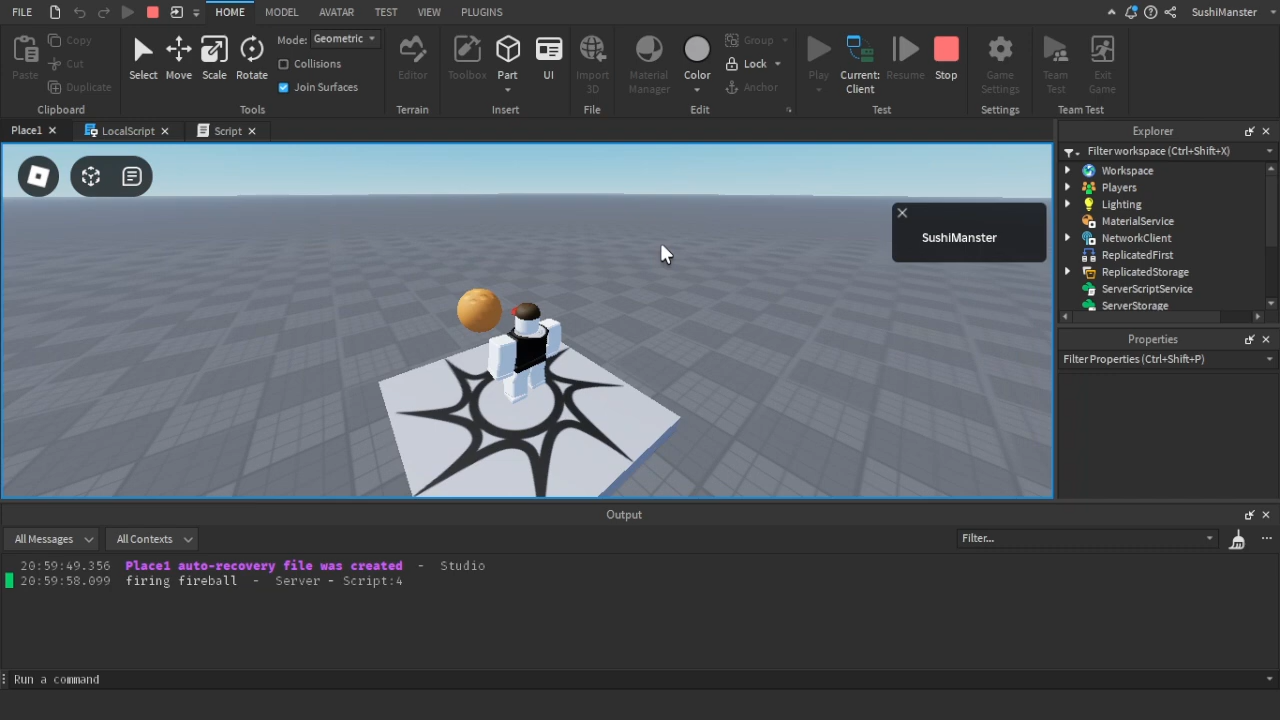 FILE HOME MODEL AVATAR TEST VIEW PLUGINS SushiManster
Paste Copy Cut Duplicate Clipboard
Select Move Scale Rotate Mode: Geometric Collisions Join Surfaces Tools
Editor Terrain
Toolbox Part UI Insert
Import 3D File
Material Manager Color Group Lock Anchor Edit
Play Current: Client Resume Stop Test
Game Settings Settings
Team Test Exit Game Team Test
Place1 LocalScript Script
SushiManster
Explorer
Filter workspace (Ctrl+Shift+X)
Workspace
Players
Lighting
MaterialService
NetworkClient
ReplicatedFirst
ReplicatedStorage
ServerScriptService
ServerStorage
Properties
Filter Properties (Ctrl+Shift+P)
Output
All Messages All Contexts Filter...
20:59:49.356 Place1 auto-recovery file was created - Studio
20:59:58.099 firing fireball - Server - Script:4
Run a command